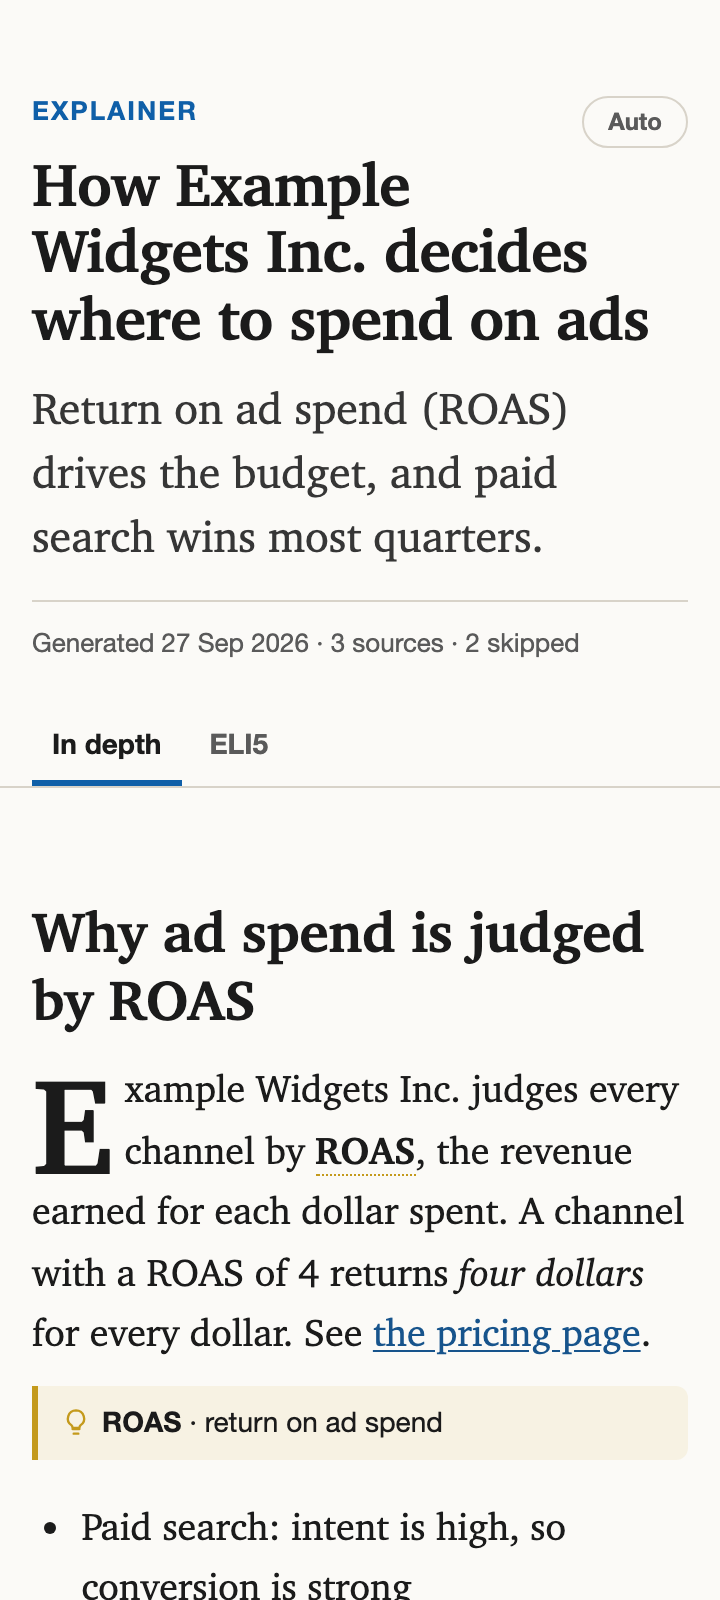 EXPLAINER
Auto
How Example
Widgets Inc. decides
where to spend on ads
Return on ad spend (ROAS)
drives the budget, and paid
search wins most quarters.
Generated 27 Sep 2026 · 3 sources · 2 skipped
In depth
ELI5
Why ad spend is judged
by ROAS
Example Widgets Inc. judges every
channel by ROAS, the revenue
earned for each dollar spent. A channel
with a ROAS of 4 returns four dollars
for every dollar. See the pricing page.
ROAS · return on ad spend
• Paid search: intent is high, so
conversion is strong